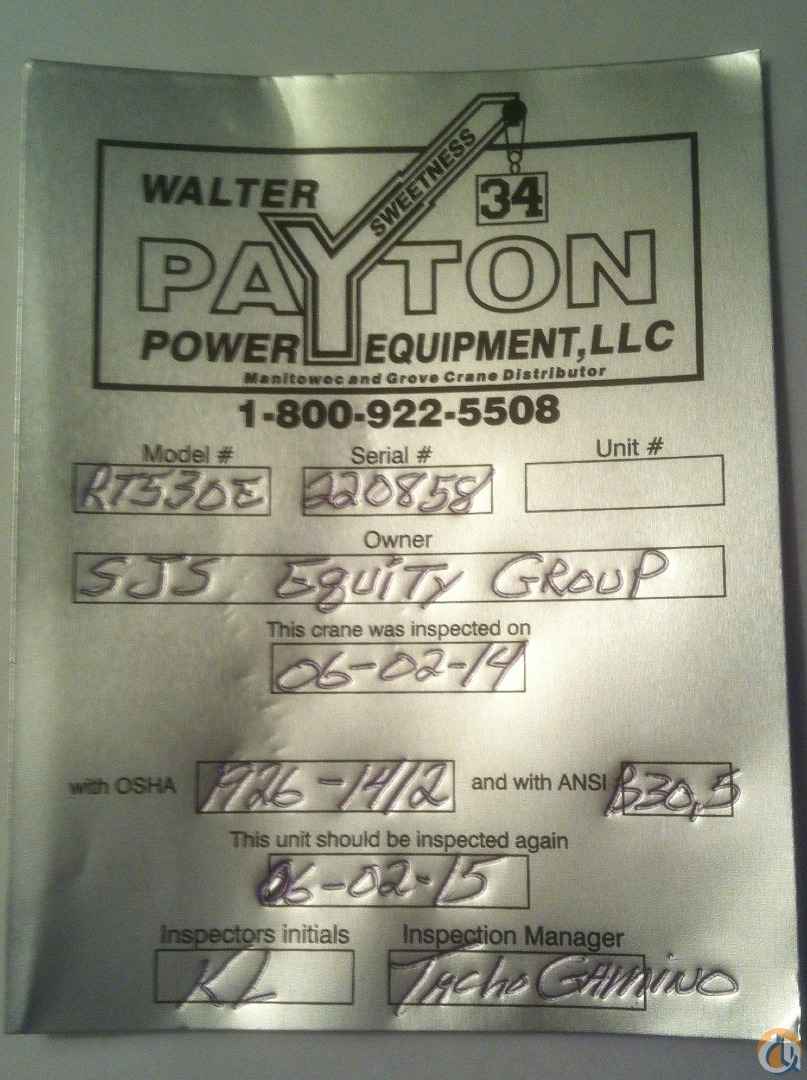 SWEETNESS
WALTER 34
PAYTON
POWER EQUIPMENT, LLC
Manitowoc and Grove Crane Distributor
1-800-922-5508
Model # Serial # Unit #
RT530E 220858
Owner
SJS EquiTy GRouP
This crane was inspected on
06-02-14
with OSHA 1926-1412 and with ANSI B30,5
This unit should be inspected again
06-02-15
Inspectors initials Inspection Manager
KL TAcho GAMiNO